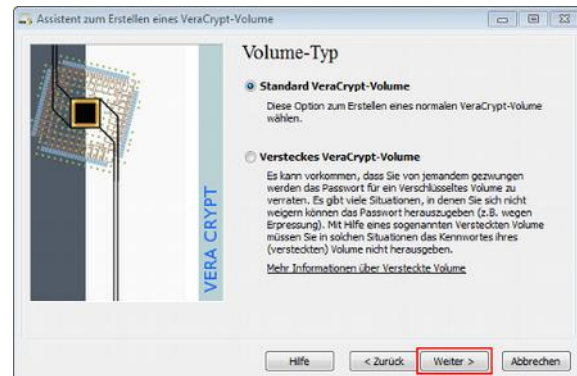 Assistent zum Erstellen eines VeraCrypt-Volume
Volume-Typ
Standard VeraCrypt-Volume
Diese Option zum Erstellen eines normalen VeraCrypt-Volume
wählen.
Verstecktes VeraCrypt-Volume
Es kann vorkommen, dass Sie von jemandem gezwungen
werden das Passwort für ein Verschlüsseltes Volume zu
verraten. Es gibt viele Situationen, in denen Sie sich nicht
weigern können das Passwort herauszugeben (z.B. wegen
Erpressung). Mit Hilfe eines sogenannten Versteckten Volume
müssen Sie in solchen Situationen das Kennwortes ihres
(versteckten) Volume nicht herausgeben.
Mehr Informationen über Versteckte Volume
VERA CRYPT
Hilfe
< Zurück
Weiter >
Abbrechen